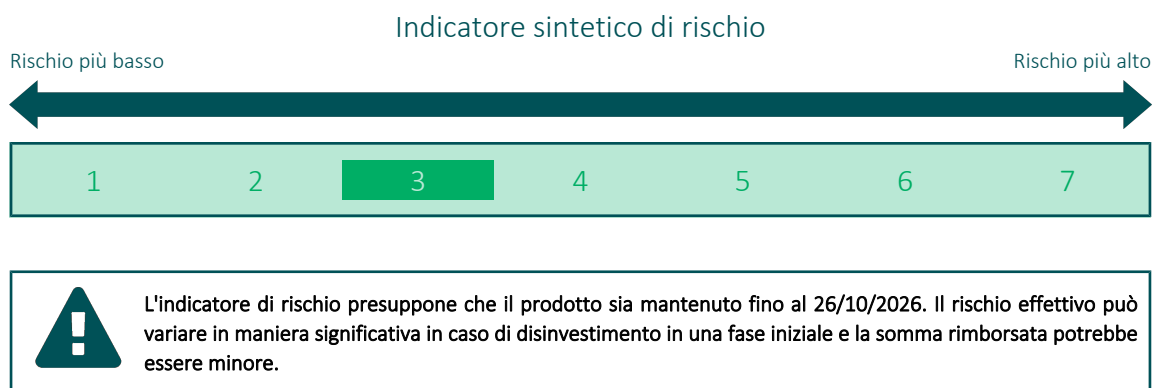 Indicatore sintetico di rischio
Rischio più basso Rischio più alto
1 2 3 4 5 6 7
L'indicatore di rischio presuppone che il prodotto sia mantenuto fino al 26/10/2026. Il rischio effettivo può
variare in maniera significativa in caso di disinvestimento in una fase iniziale e la somma rimborsata potrebbe
essere minore.